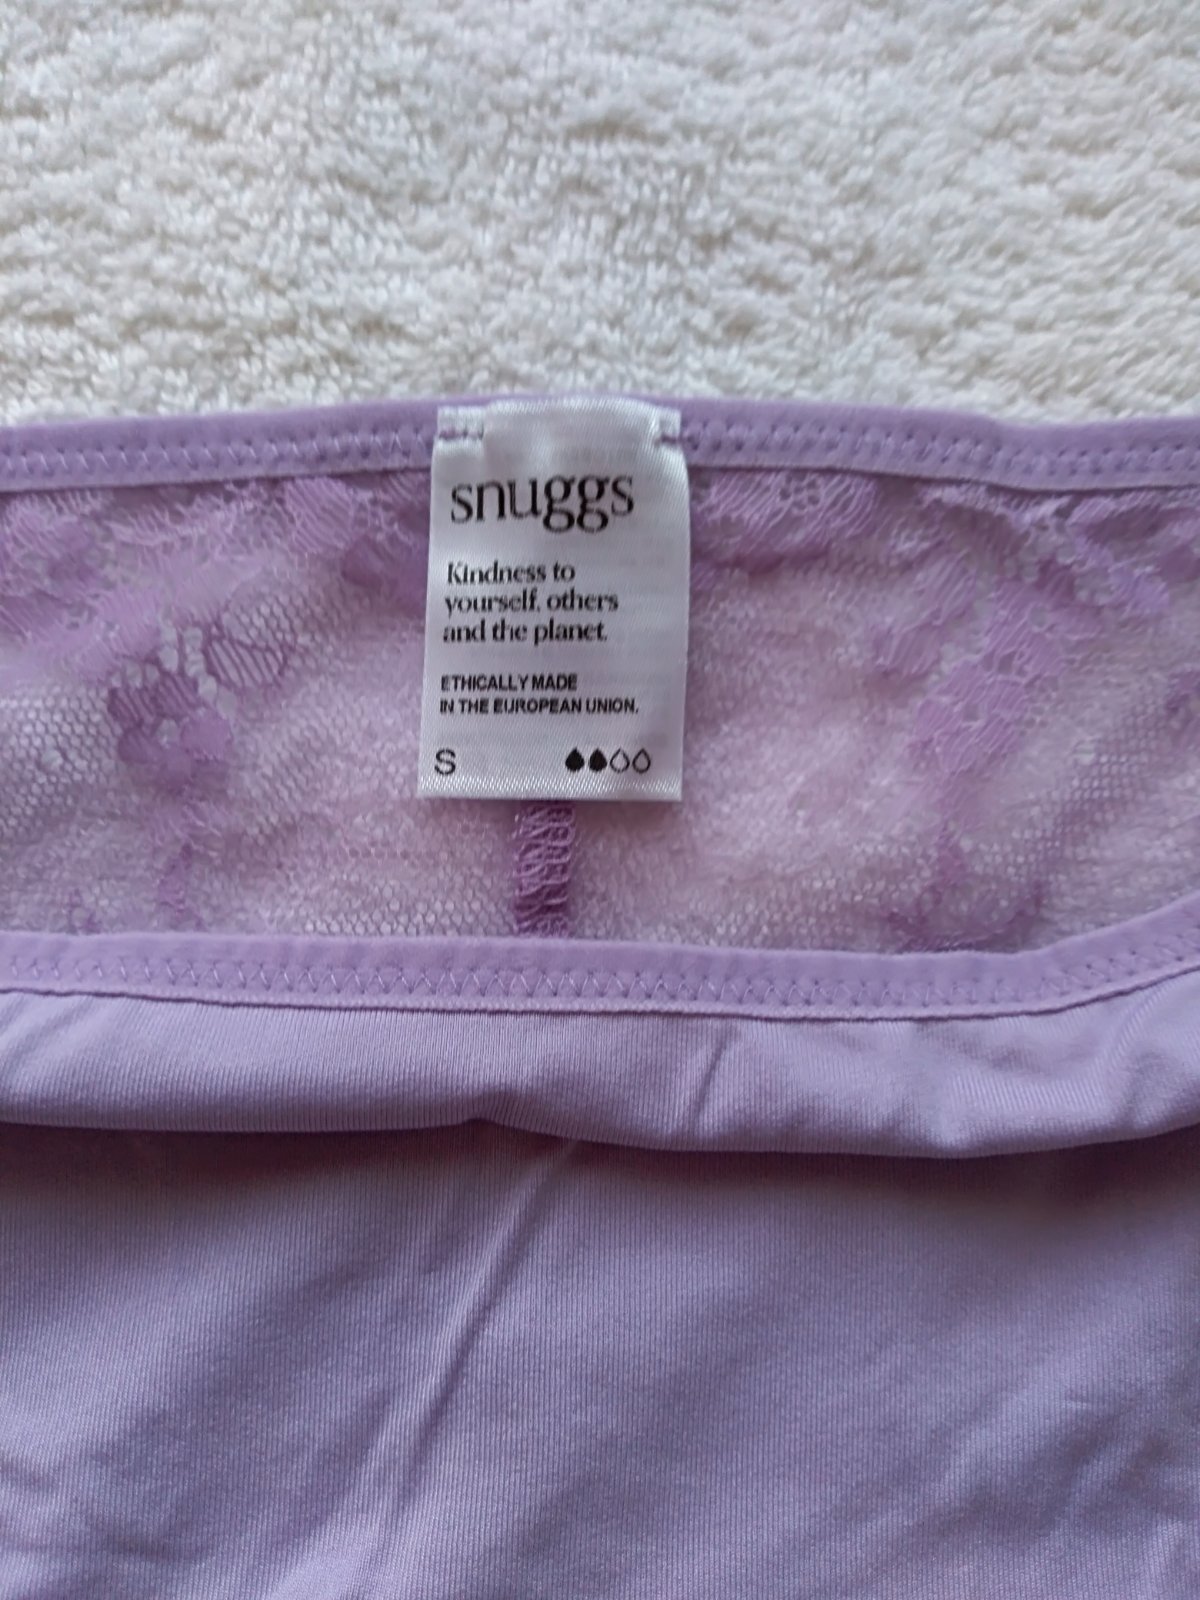 snuggs
Kindness to
yourself, others
and the planet.
ETHICALLY MADE
IN THE EUROPEAN UNION.
S